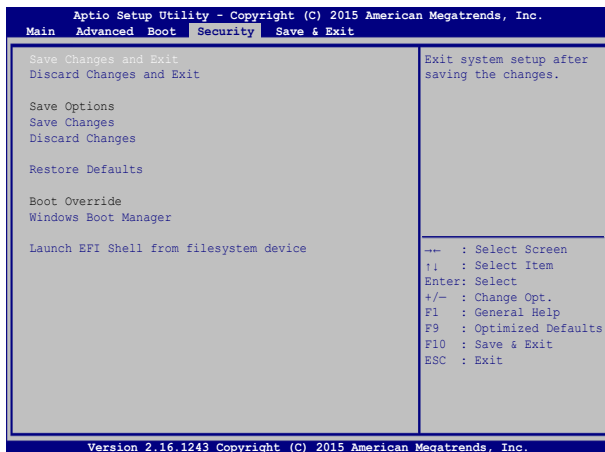 Aptio Setup Utility - Copyright (C) 2015 American Megatrends, Inc.
Main Advanced Boot Security Save & Exit
Save Changes and Exit
Discard Changes and Exit
Save Options
Save Changes
Discard Changes
Restore Defaults
Boot Override
Windows Boot Manager
Launch EFI Shell from filesystem device
Exit system setup after
saving the changes.
→← : Select Screen
↑↓ : Select Item
Enter: Select
+/— : Change Opt.
F1 : General Help
F9 : Optimized Defaults
F10 : Save & Exit
ESC : Exit
Version 2.16.1243 Copyright (C) 2015 American Megatrends, Inc.